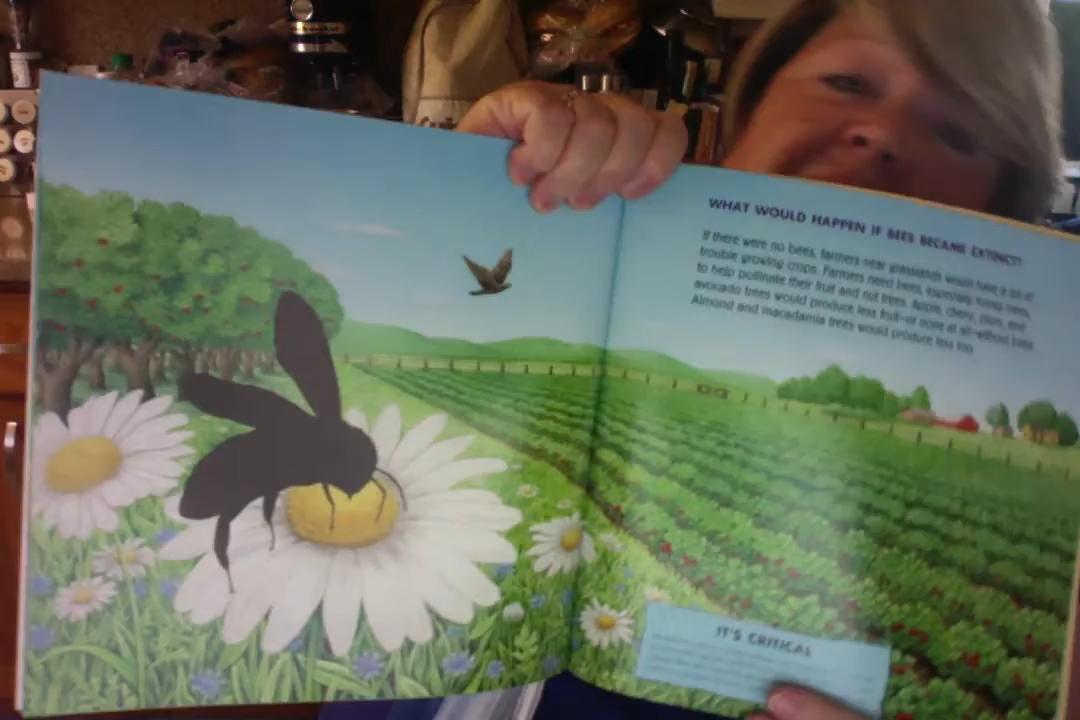 WHAT WOULD HAPPEN IF BEES BECAME EXTINCT?
If there were no bees, farmers near grasslands would have a lot of
trouble growing crops. Farmers need bees, especially honey bees,
to help pollinate their fruit and nut trees. Apple, cherry, plum, and
avocado trees would produce less fruit—or none at all—without bees.
Almond and macadamia trees would produce less too.
IT'S CRITICAL